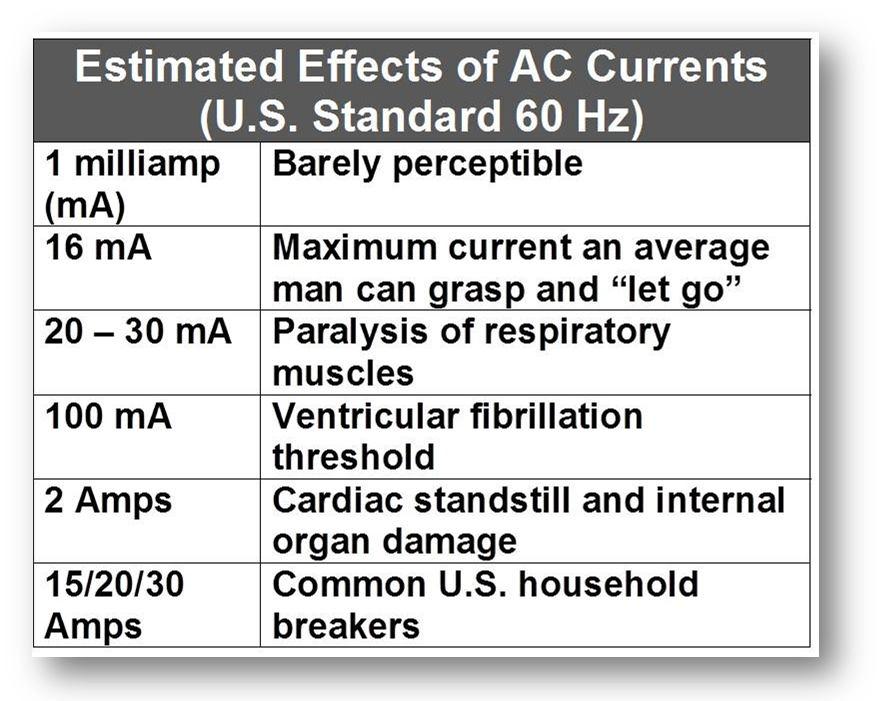 Estimated Effects of AC Currents
(U.S. Standard 60 Hz)
1 milliamp
(mA)
Barely perceptible
16 mA
Maximum current an average
man can grasp and “let go”
20 – 30 mA
Paralysis of respiratory
muscles
100 mA
Ventricular fibrillation
threshold
2 Amps
Cardiac standstill and internal
organ damage
15/20/30
Amps
Common U.S. household
breakers